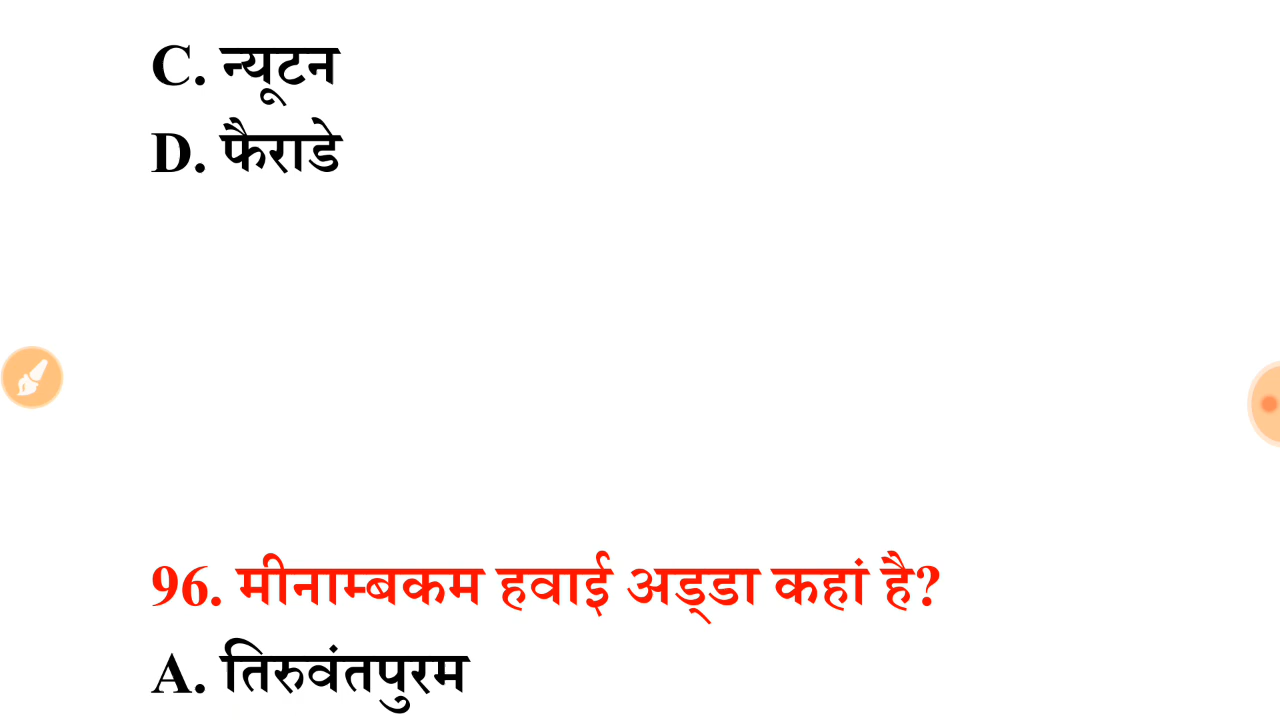 C. न्यूटन
D. फैराडे
96. मीनाम्बकम हवाई अड्डा कहां है?
A. तिरुवंतपुरम